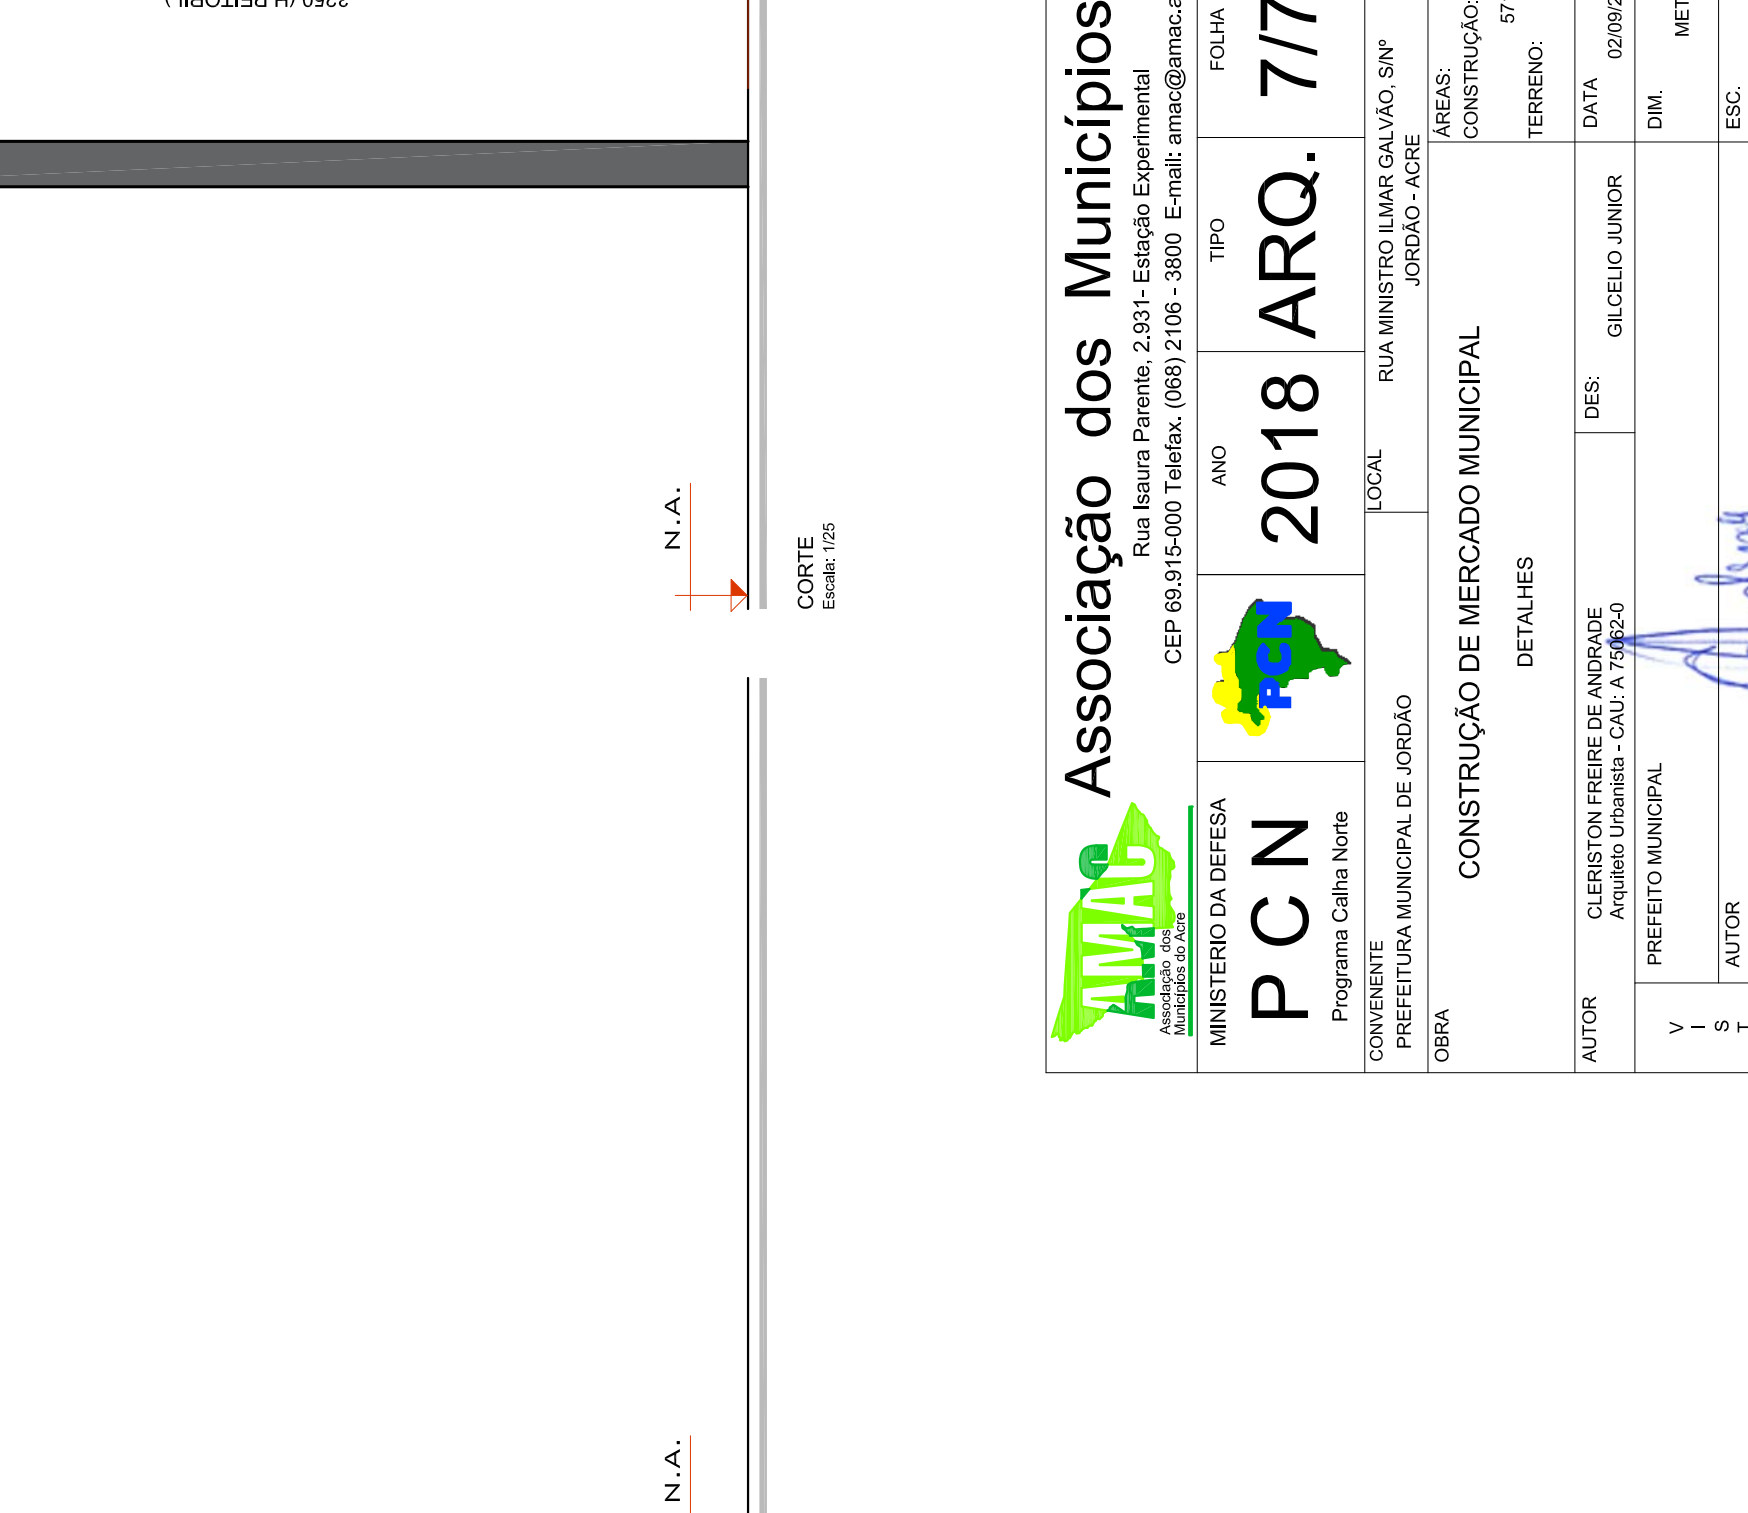 Associação dos Municípios
Rua Isaura Parente, 2.931- Estação Experimental
CEP 69.915-000 Telefax. (068) 2106 - 3800 E-mail: amac@amac.a
AMAC
Associação dos
Municípios do Acre
MINISTERIO DA DEFESA
P C N
Programa Calha Norte
PCN
ANO
2018
TIPO
ARQ.
FOLHA
7/7
CONVENENTE
PREFEITURA MUNICIPAL DE JORDÃO
LOCAL
RUA MINISTRO ILMAR GALVÃO, S/Nº
JORDÃO - ACRE
OBRA
CONSTRUÇÃO DE MERCADO MUNICIPAL
DETALHES
ÁREAS:
CONSTRUÇÃO:
571
TERRENO:
AUTOR
CLERISTON FREIRE DE ANDRADE
Arquiteto Urbanista - CAU: A 75062-0
DES:
GILCELIO JUNIOR
DATA
02/09/2
V
I
S
T
PREFEITO MUNICIPAL
DIM.
MET
AUTOR
ESC.
N.A.
CORTE
Escala: 1/25
N.A.